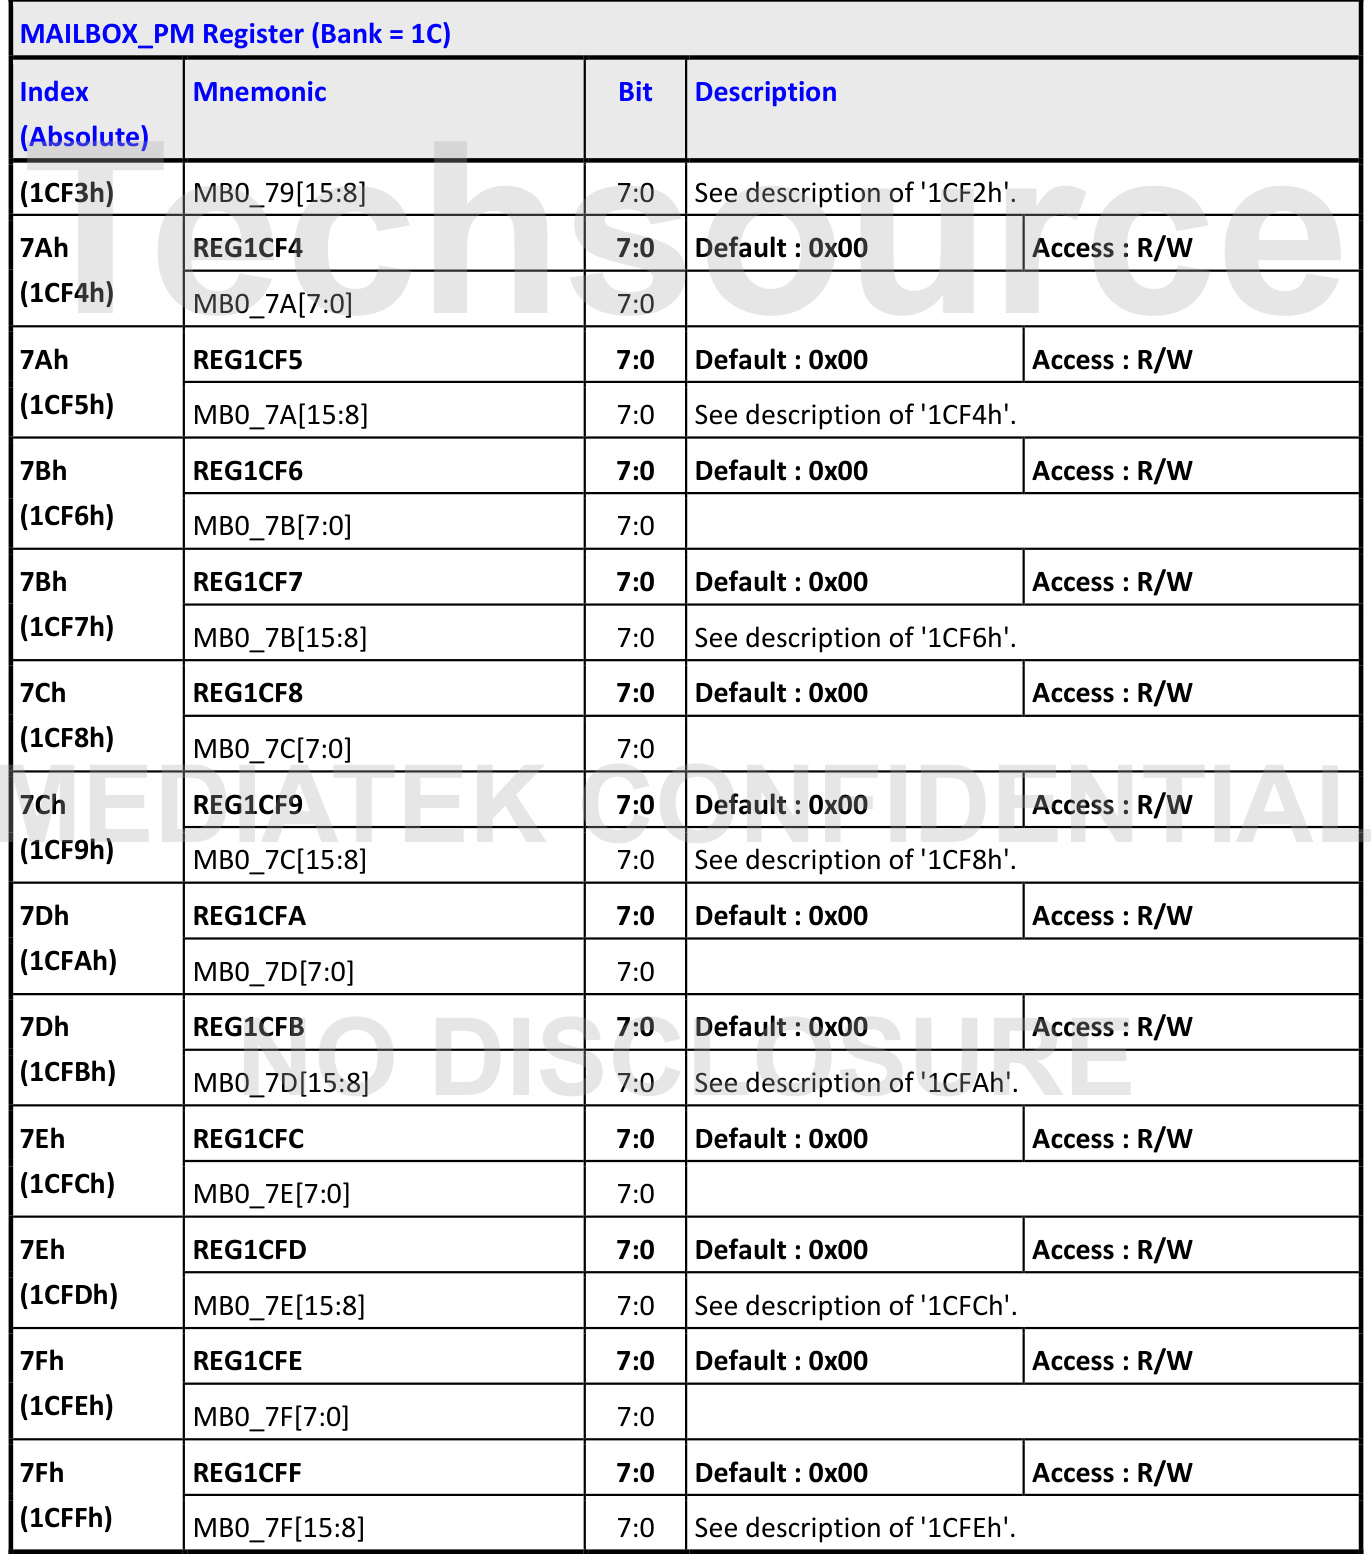 MAILBOX_PM Register (Bank = 1C)
Index (Absolute) Mnemonic Bit Description
(1CF3h) MB0_79[15:8] 7:0 See description of '1CF2h'.
Techsource
7Ah REG1CF4 7:0 Default : 0x00 Access : R/W
(1CF4h) MB0_7A[7:0] 7:0
7Ah REG1CF5 7:0 Default : 0x00 Access : R/W
(1CF5h) MB0_7A[15:8] 7:0 See description of '1CF4h'.
7Bh REG1CF6 7:0 Default : 0x00 Access : R/W
(1CF6h) MB0_7B[7:0] 7:0
7Bh REG1CF7 7:0 Default : 0x00 Access : R/W
(1CF7h) MB0_7B[15:8] 7:0 See description of '1CF6h'.
7Ch REG1CF8 7:0 Default : 0x00 Access : R/W
(1CF8h) MB0_7C[7:0] 7:0
MEDIATEK CONFIDENTIAL
7Ch REG1CF9 7:0 Default : 0x00 Access : R/W
(1CF9h) MB0_7C[15:8] 7:0 See description of '1CF8h'.
7Dh REG1CFA 7:0 Default : 0x00 Access : R/W
(1CFAh) MB0_7D[7:0] 7:0
7Dh REG1CFB 7:0 Default : 0x00 Access : R/W
NO DISCLOSURE
(1CFBh) MB0_7D[15:8] 7:0 See description of '1CFAh'.
7Eh REG1CFC 7:0 Default : 0x00 Access : R/W
(1CFCh) MB0_7E[7:0] 7:0
7Eh REG1CFD 7:0 Default : 0x00 Access : R/W
(1CFDh) MB0_7E[15:8] 7:0 See description of '1CFCh'.
7Fh REG1CFE 7:0 Default : 0x00 Access : R/W
(1CFEh) MB0_7F[7:0] 7:0
7Fh REG1CFF 7:0 Default : 0x00 Access : R/W
(1CFFh) MB0_7F[15:8] 7:0 See description of '1CFEh'.